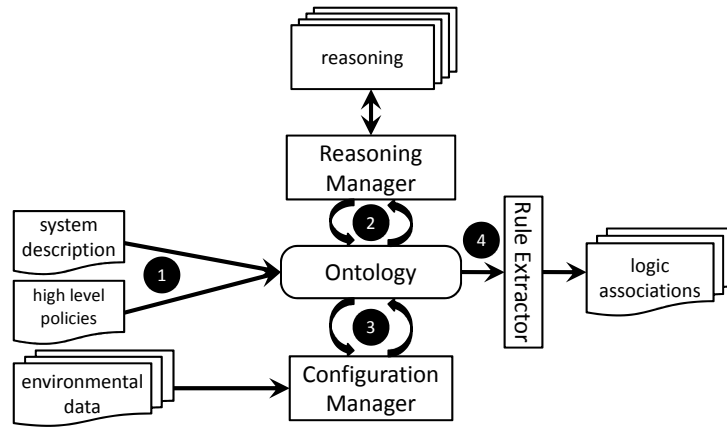 reasoning
Reasoning
Manager
system
description
2
4
1
Ontology
Rule Extractor
logic
associations
high level
policies
3
environmental
data
Configuration
Manager